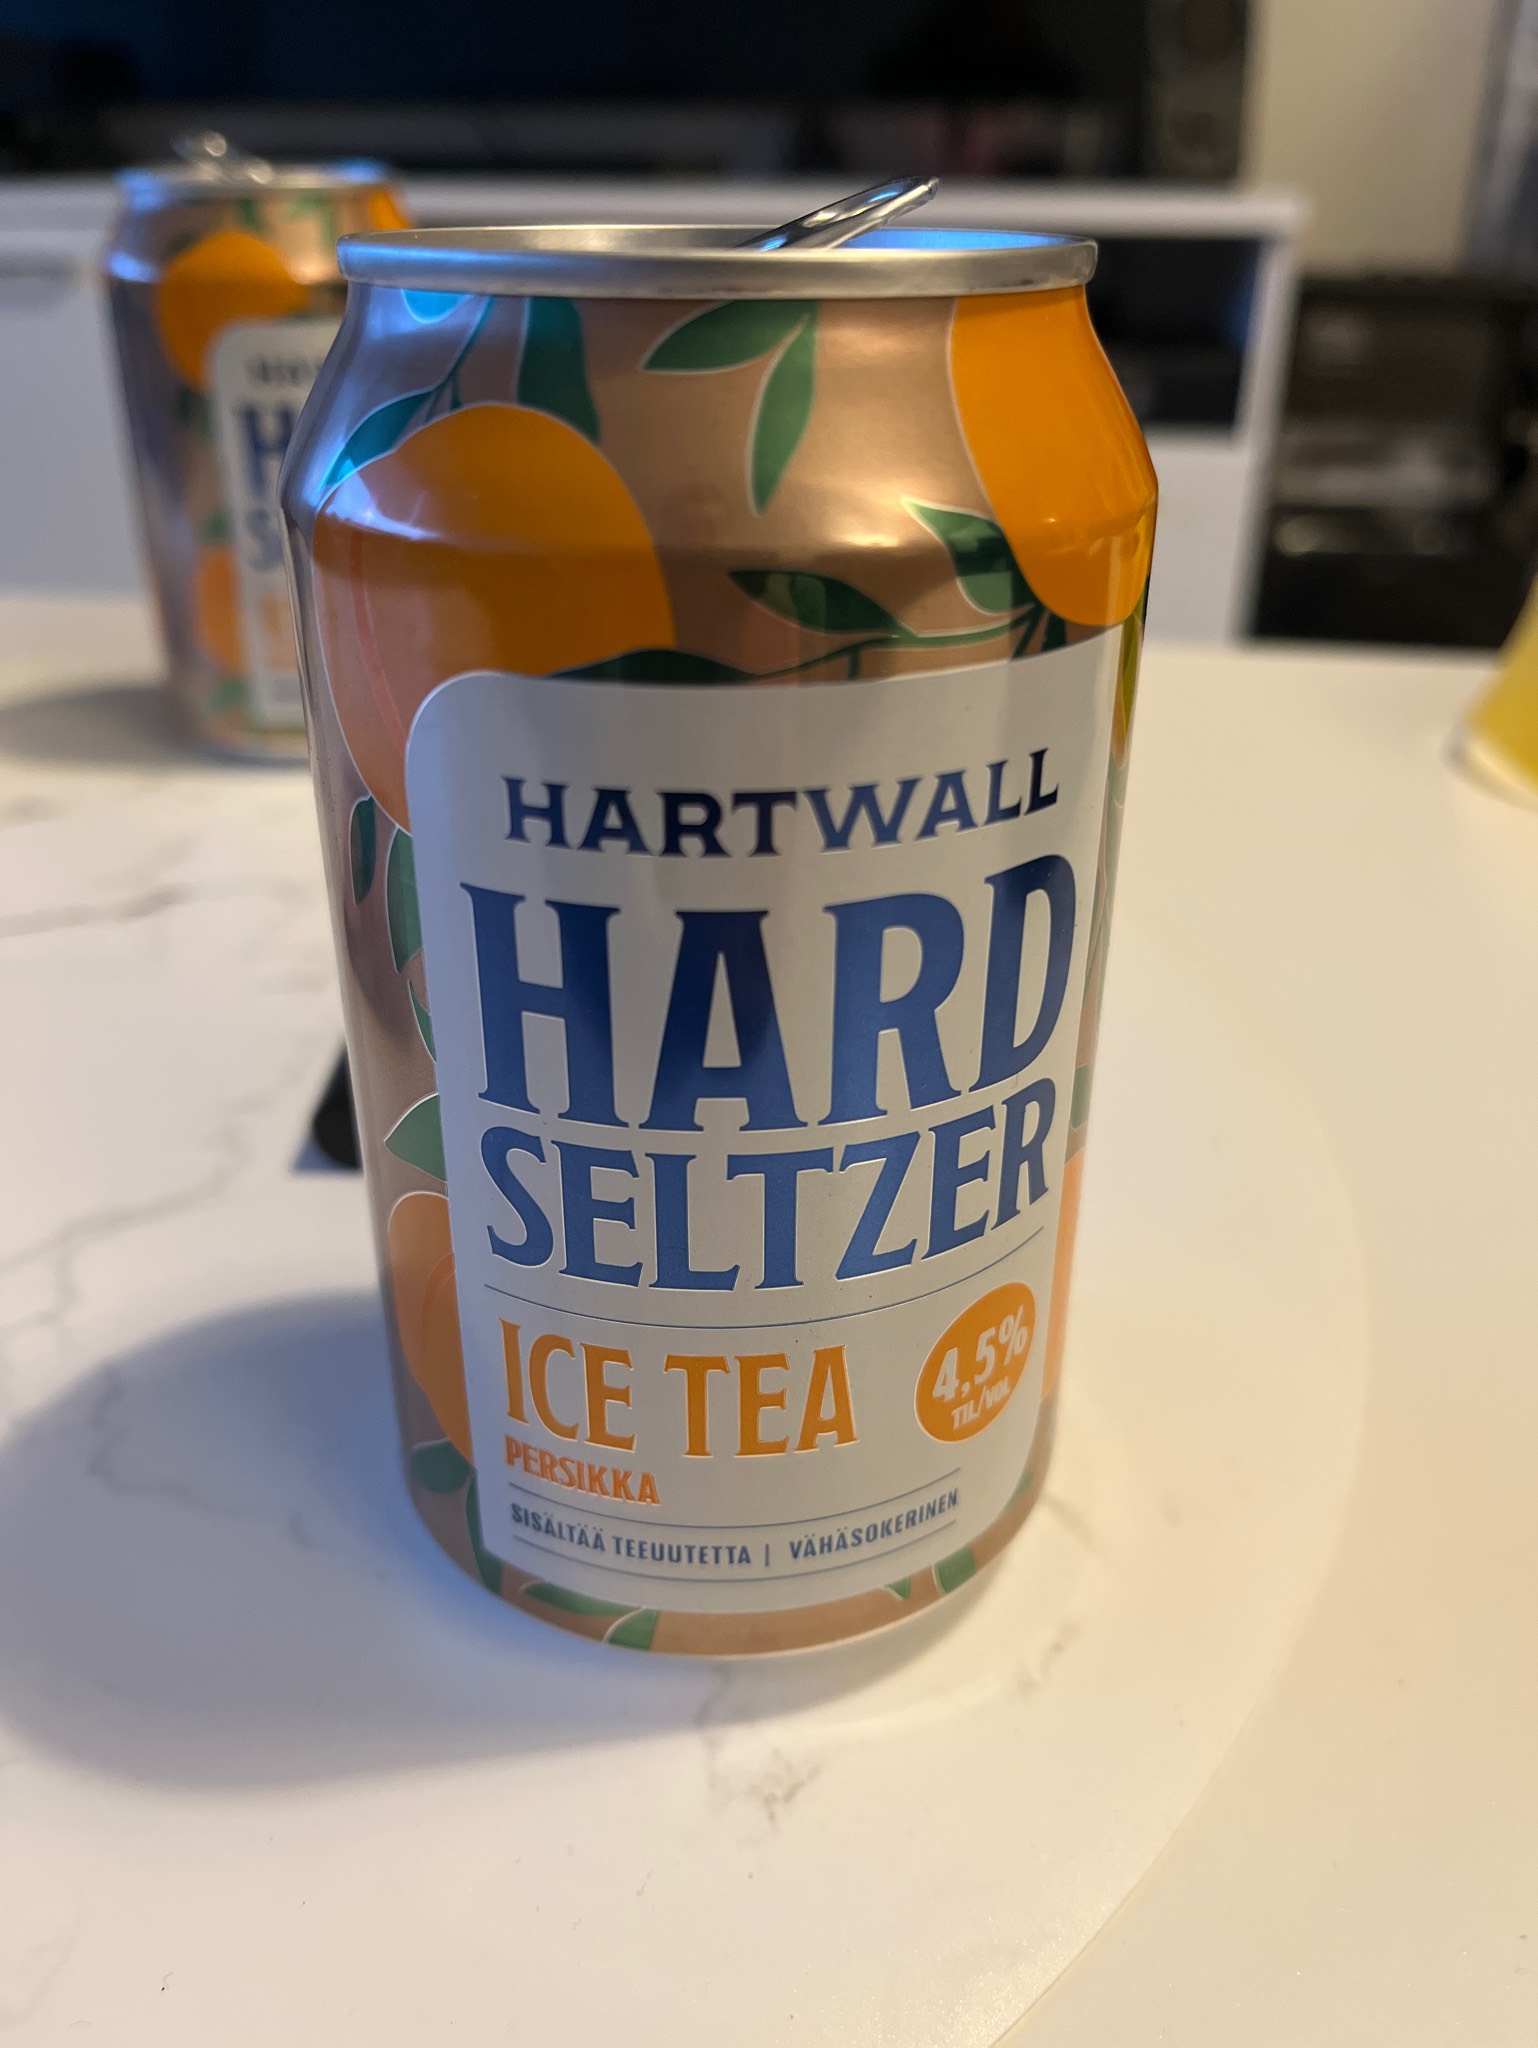 HARTWALL
HARD
SELTZER
ICE TEA
4,5%
TIL/VOL
PERSIKKA
SISÄLTÄÄ TEEUUTETTA | VÄHÄSOKERINEN